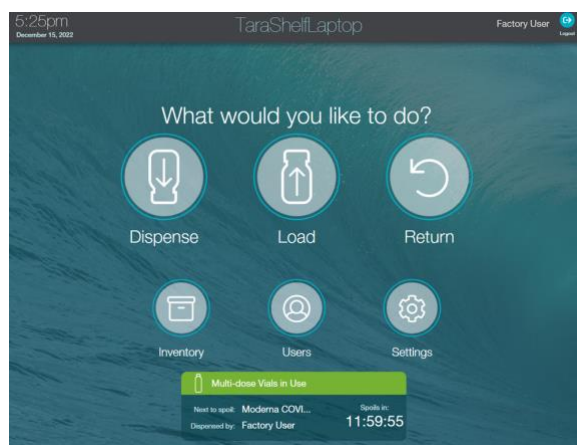 5:25pm
December 15, 2022
TaraShelfLaptop
Factory User
Logout
What would you like to do?
Dispense
Load
Return
Inventory
Users
Settings
Multi-dose Vials in Use
Next to spoil: Moderna COVI...
Spoils in:
Dispensed by: Factory User
11:59:55